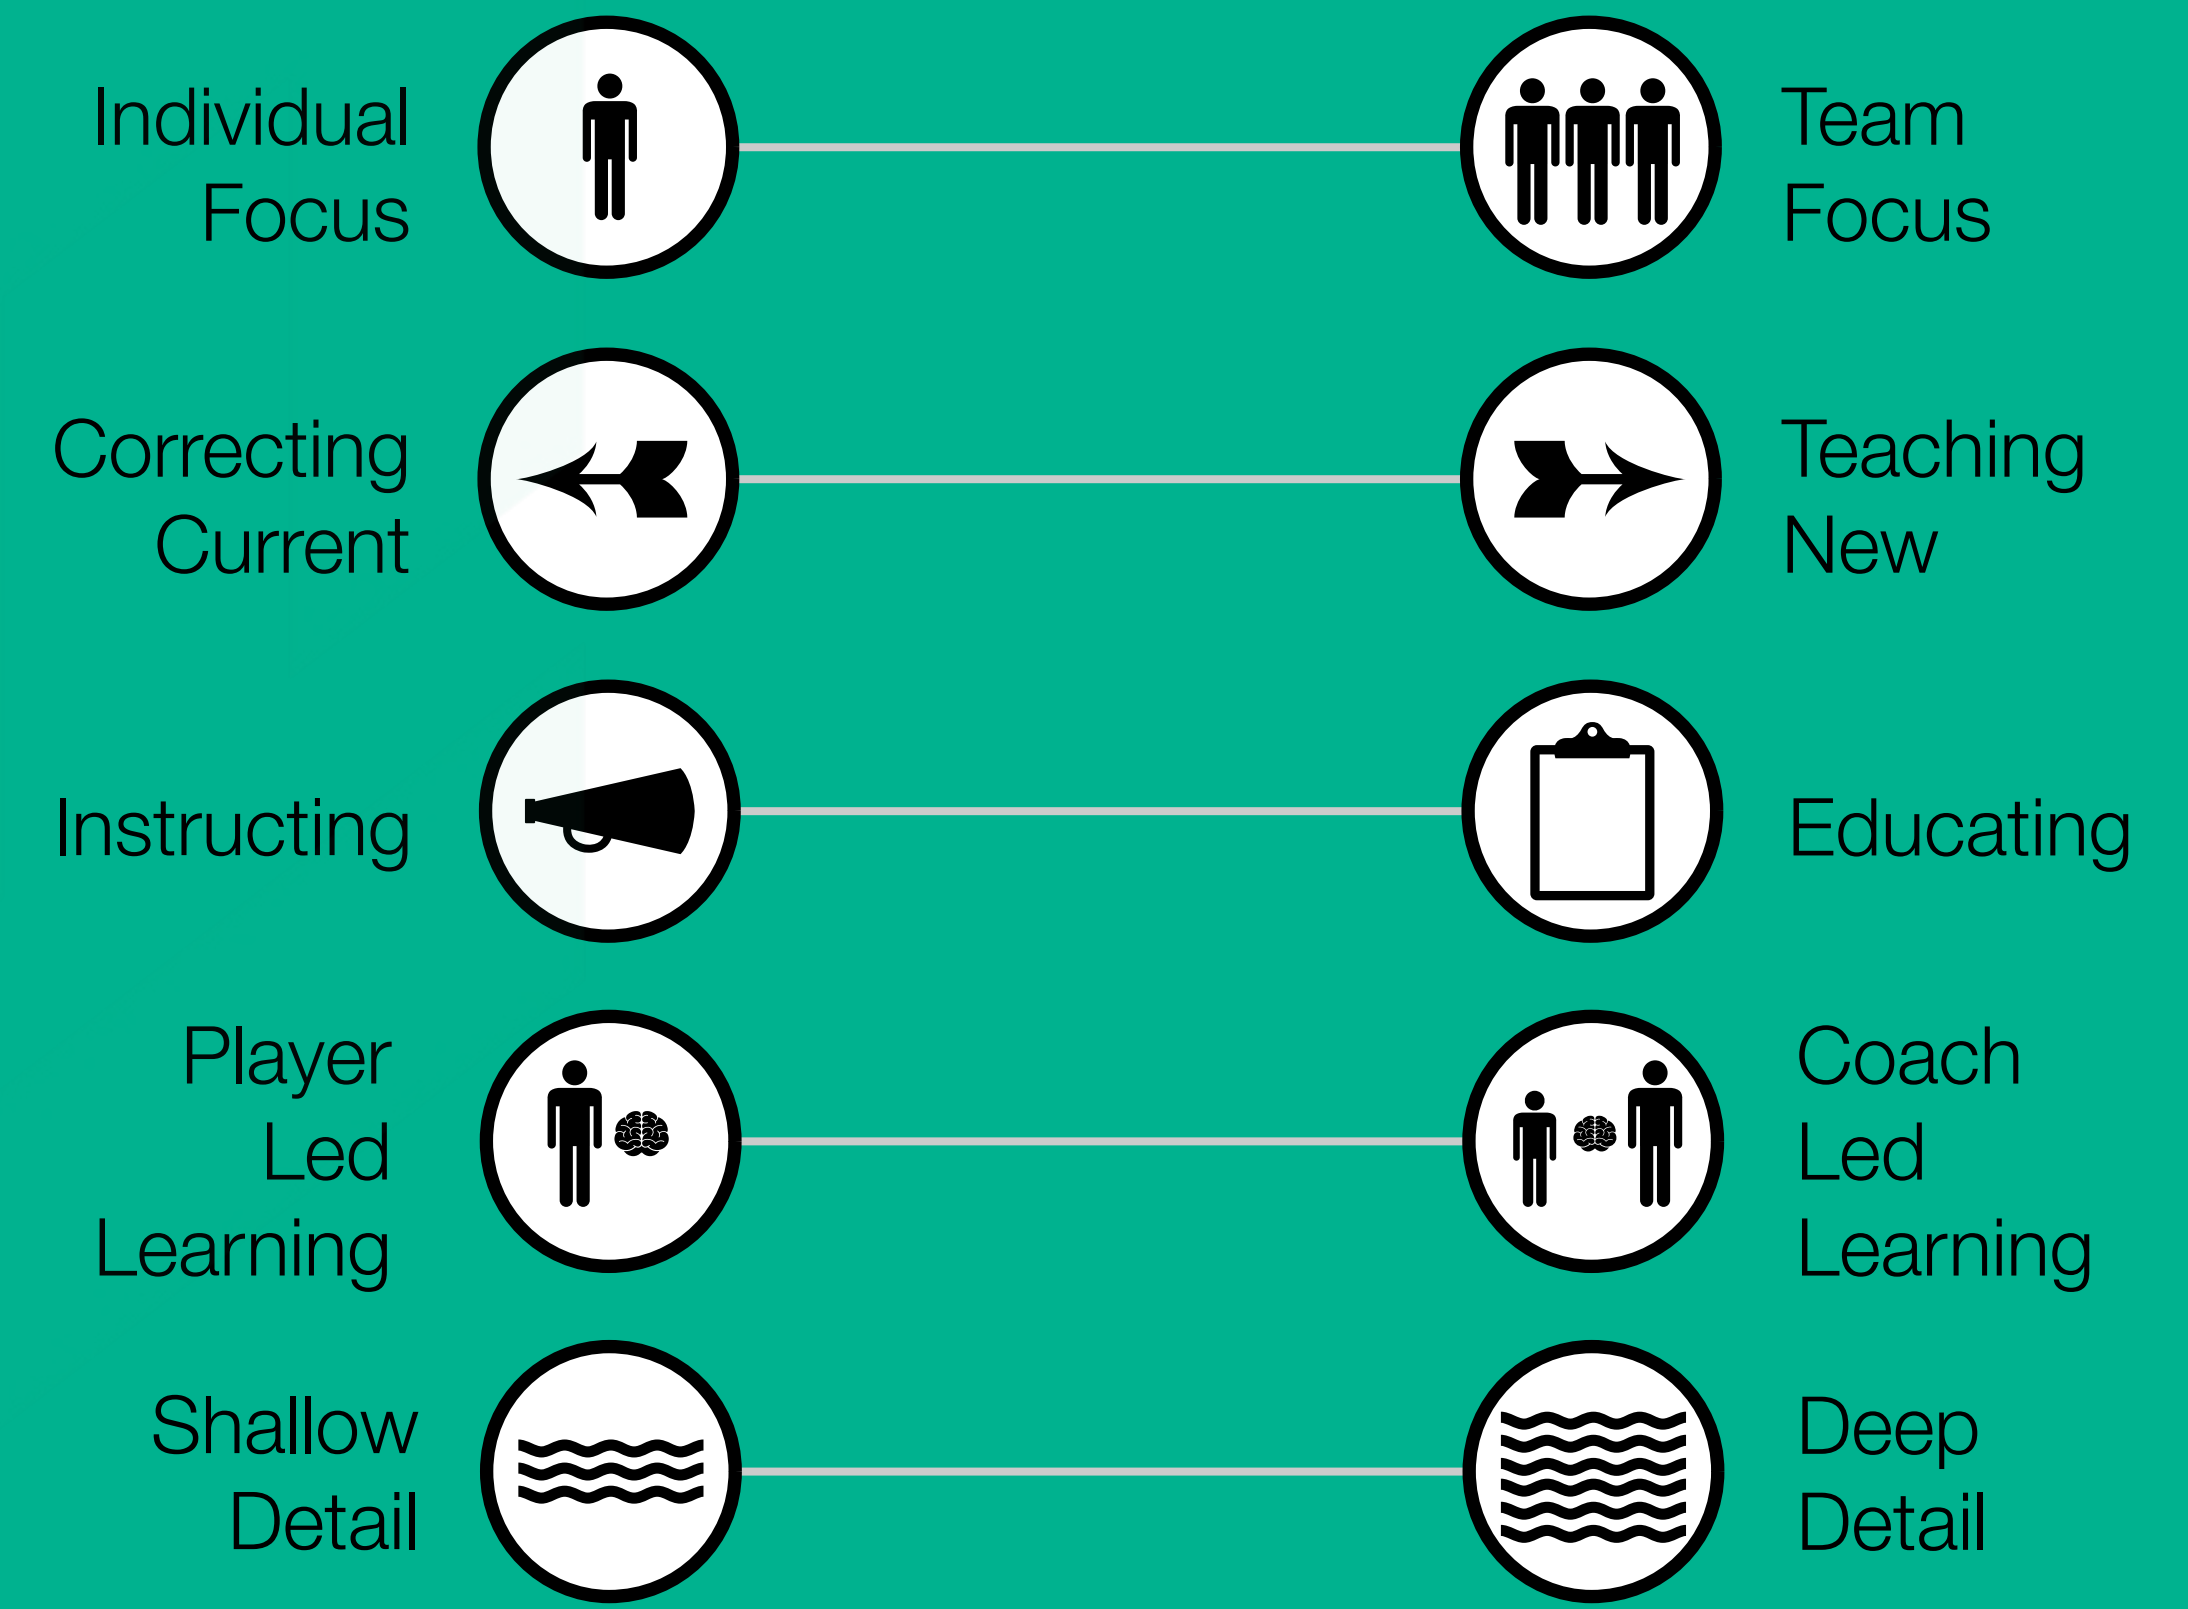 Individual
Focus
Team
Focus
Correcting
Current
Teaching
New
Instructing
Educating
Player
Led
Learning
Coach
Led
Learning
Shallow
Detail
Deep
Detail